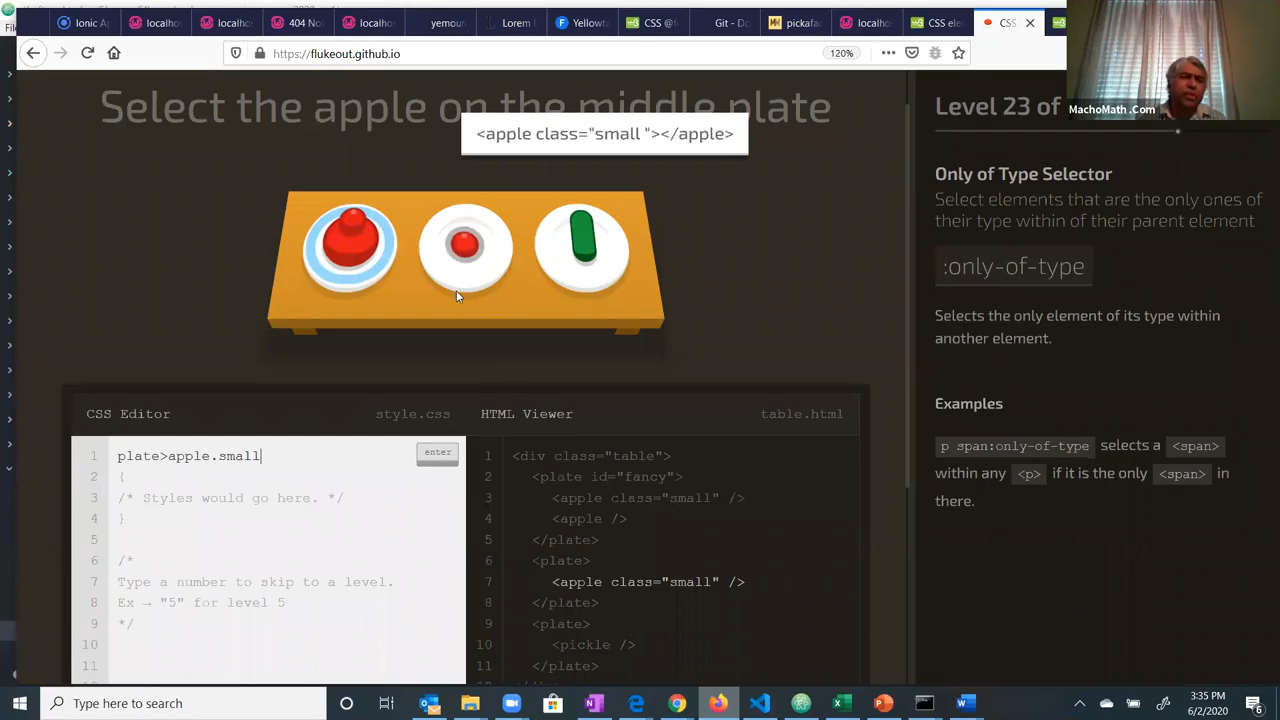 Ionic A
localho
localho
404 No
localho
yemour
Lorem I
Yellowt
CSS @f
Git - Do
pickafac
localho
CSS ele
CSS
https://flukeout.github.io
120%
MachoMath .Com
Select the apple on the middle plate
<apple class="small "></apple>
Level 23 of
Only of Type Selector
Select elements that are the only ones of
their type within of their parent element
:only-of-type
Selects the only element of its type within
another element.
Examples
p span:only-of-type selects a <span>
within any <p> if it is the only <span> in
there.
CSS Editor style.css
enter
1 plate>apple.small
2 {
3 /* Styles would go here. */
4 }
5
6 /*
7 Type a number to skip to a level.
8 Ex → "5" for level 5
9 */
10
11
HTML Viewer table.html
1 <div class="table">
2 <plate id="fancy">
3 <apple class="small" />
4 <apple />
5 </plate>
6 <plate>
7 <apple class="small" />
8 </plate>
9 <plate>
10 <pickle />
11 </plate>
Type here to search
3:35 PM
6/2/2020
6